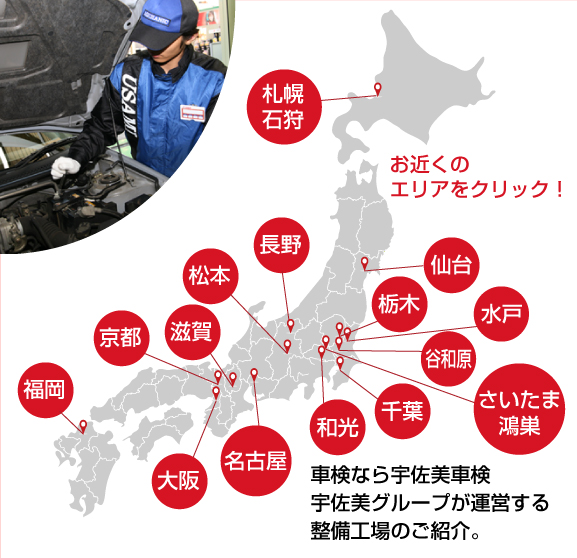 USAMI
札幌
石狩
お近くの
エリアをクリック！
長野
仙台
松本
栃木
水戸
滋賀
京都
谷和原
福岡
さいたま
鴻巣
千葉
和光
名古屋
大阪
車検なら宇佐美車検
宇佐美グループが運営する
整備工場のご紹介。